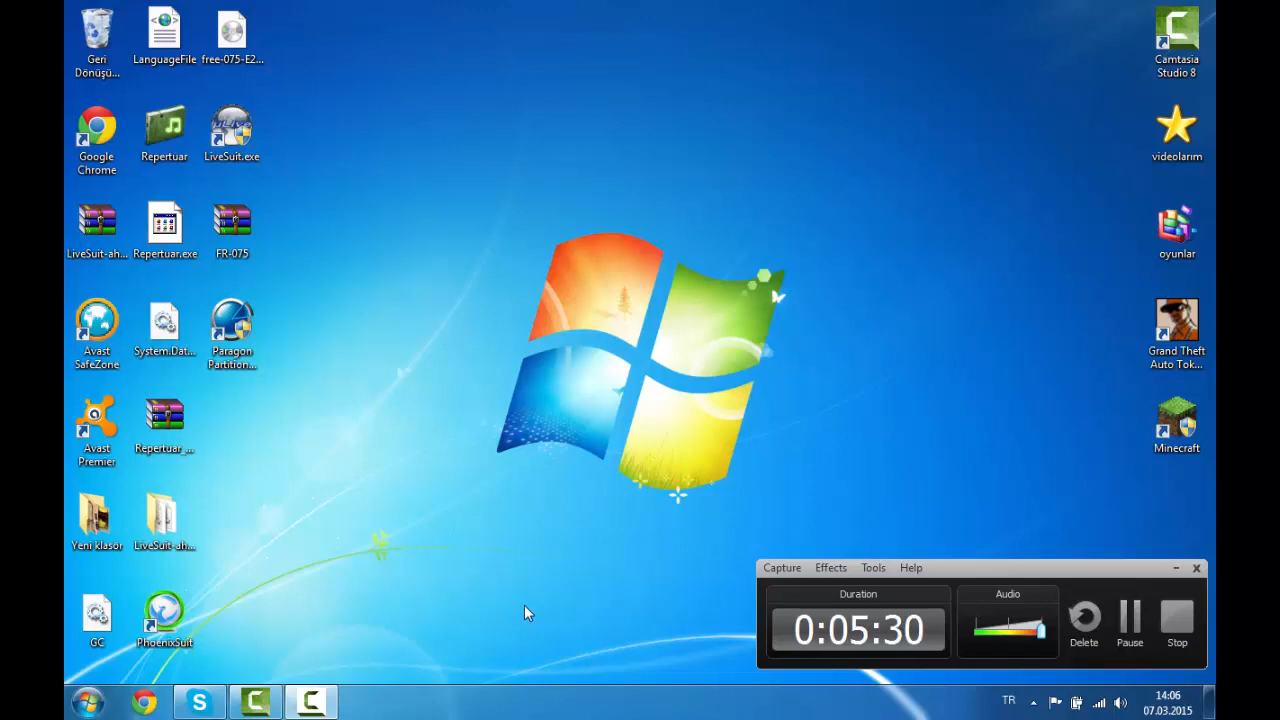 Geri
Dönüşü...
LanguageFile
free-075-E2...
Google
Chrome
Repertuar
LiveSuit.exe
LiveSuit-ah...
Repertuar.exe
FR-075
Avast
SafeZone
System.Dat...
Paragon
Partition...
Avast
Premier
Repertuar_...
Yeni klasör
LiveSuit-ah...
GC
PhoenixSuit
Camtasia
Studio 8
videolarım
oyunlar
Grand Theft
Auto Tok...
Minecraft
Capture Effects Tools Help
Duration
0:05:30
Audio
Delete
Pause
Stop
TR
14:06
07.03.2015